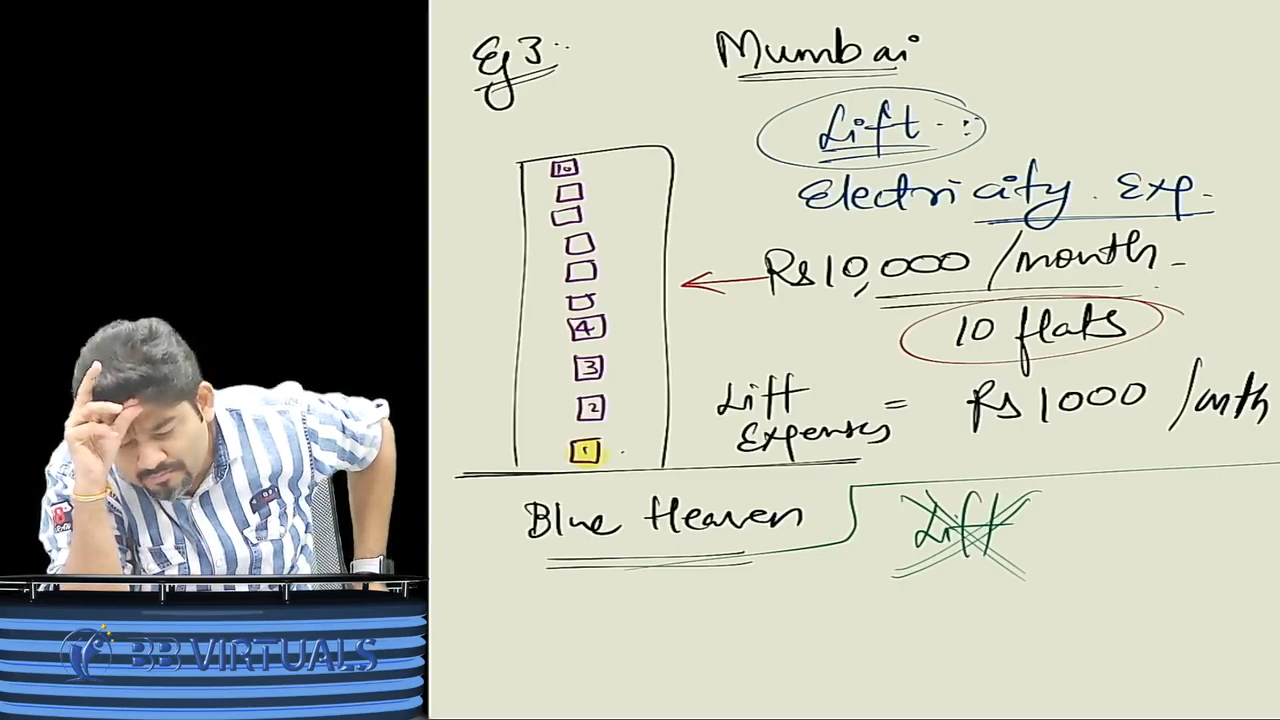 Eg 3..
Mumbai
Lift..:
Electricity. Exp.
Rs 10,000 /month.
10 flats
Lift
Expenses = Rs 1000 /mth
10
4
3
2
1
Blue Heaven
Lift
BB VIRTUALS